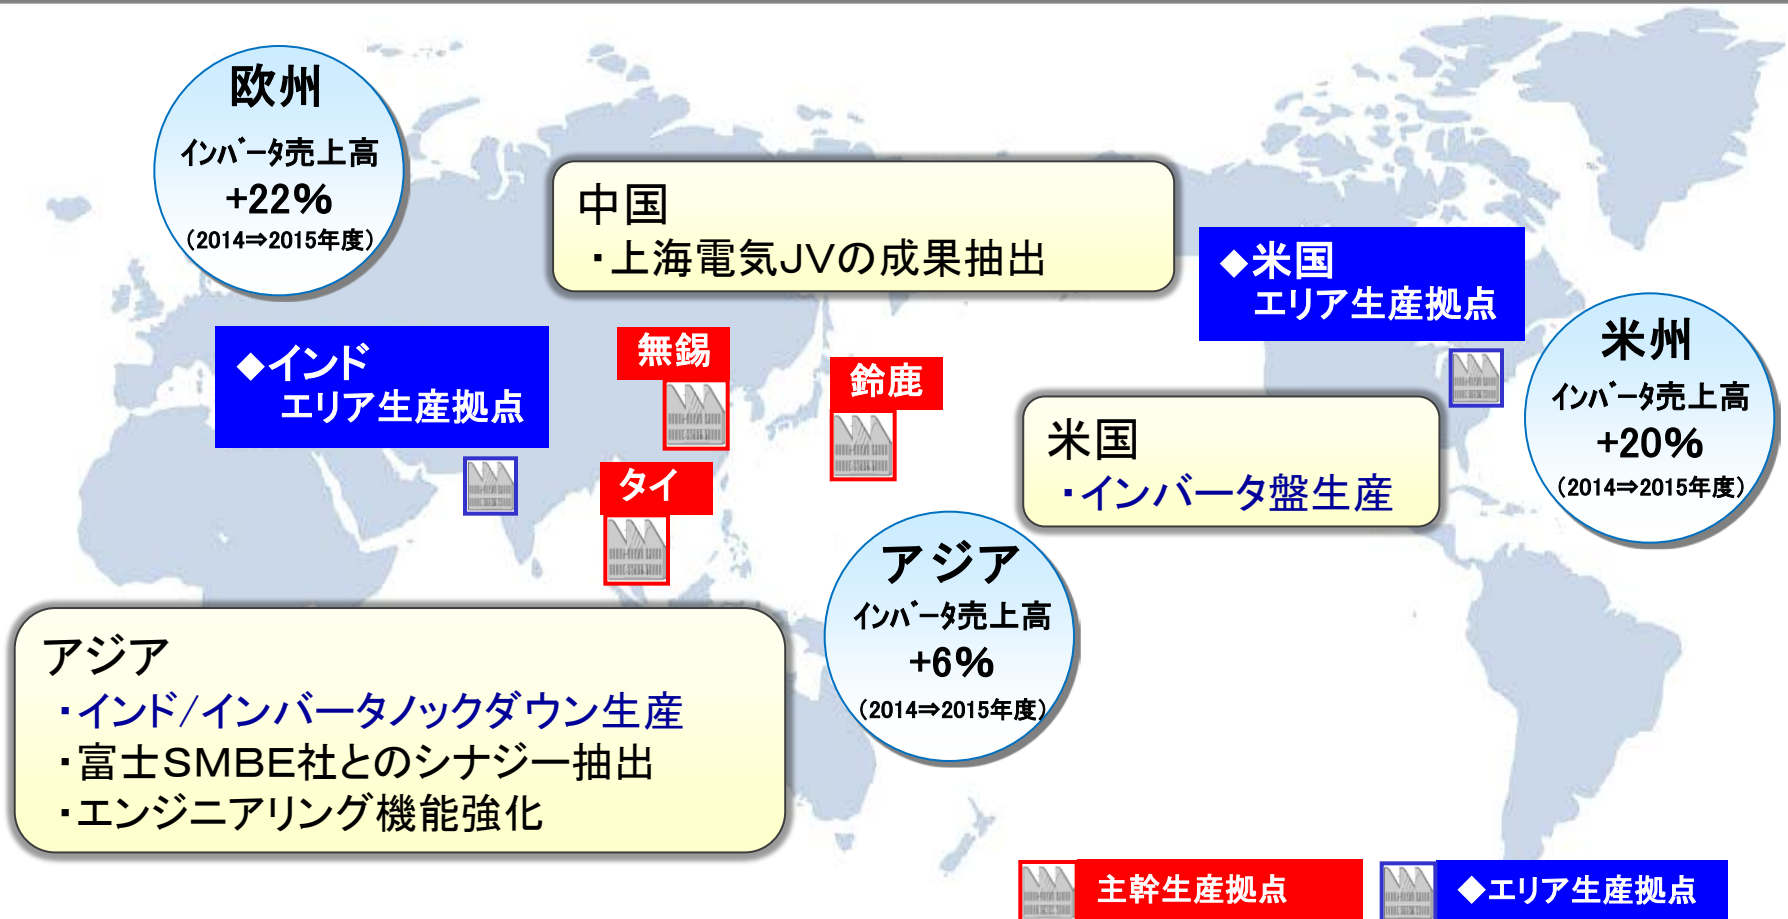 欧州
インバータ売上高
+22%
(2014⇒2015年度)
中国
・上海電気JVの成果抽出
◆米国
エリア生産拠点
◆インド
エリア生産拠点
無錫
鈴鹿
タイ
米国
・インバータ盤生産
米州
インバータ売上高
+20%
(2014⇒2015年度)
アジア
インバータ売上高
+6%
(2014⇒2015年度)
アジア
・インド/インバータノックダウン生産
・富士SMBE社とのシナジー抽出
・エンジニアリング機能強化
主幹生産拠点
◆エリア生産拠点